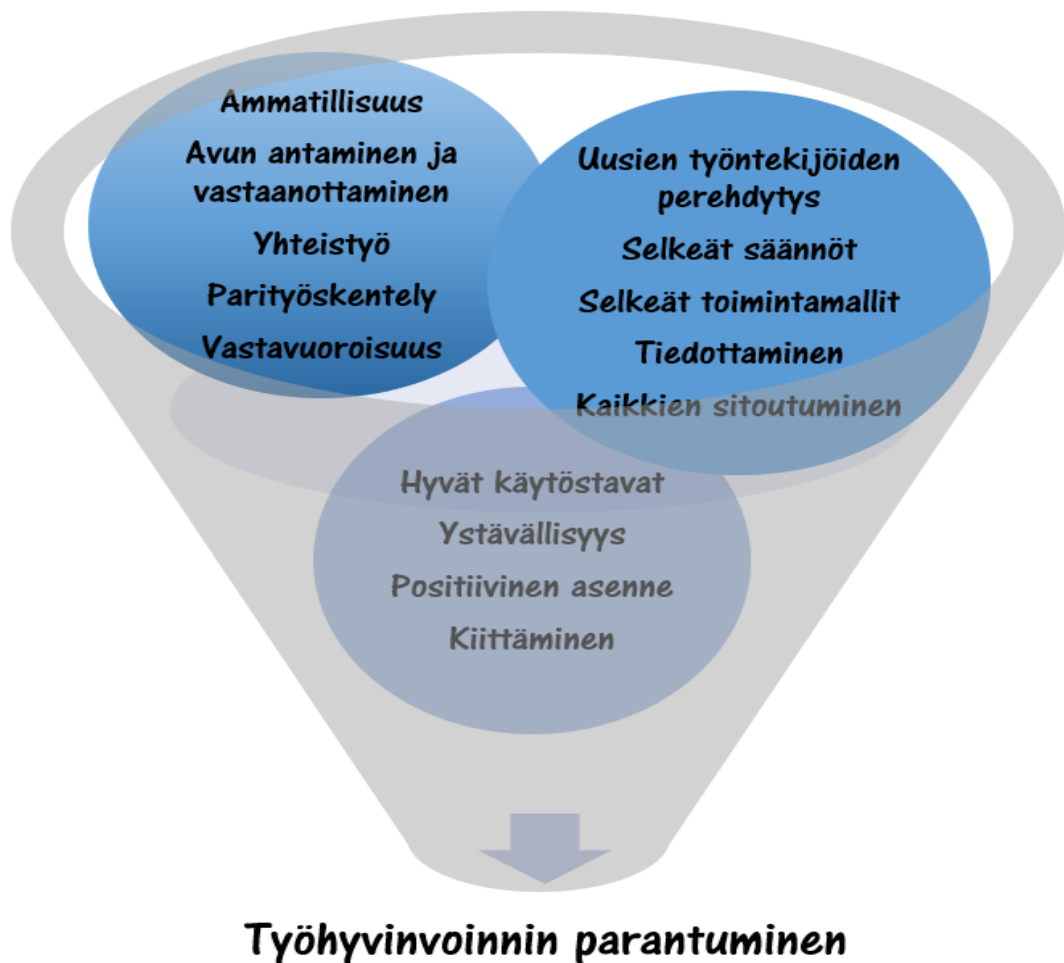 Ammatillisuus
Avun antaminen ja
vastaanottaminen
Yhteistyö
Parityöskentely
Vastavuoroisuus
Uusien työntekijöiden
perehdytys
Selkeät säännöt
Selkeät toimintamallit
Tiedottaminen
Kaikkien sitoutuminen
Hyvät käytöstavat
Ystävällisyys
Positiivinen asenne
Kiittäminen
Työhyvinvoinnin parantuminen